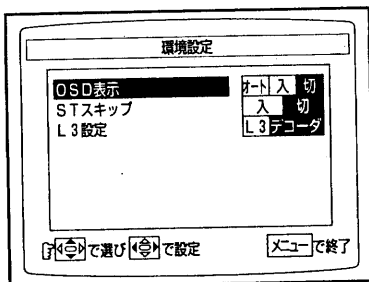 環境設定
OSD表示 オート 入 切
STスキップ 入 切
L3設定 L3 デコーダ
で選び で設定 メニューで終了